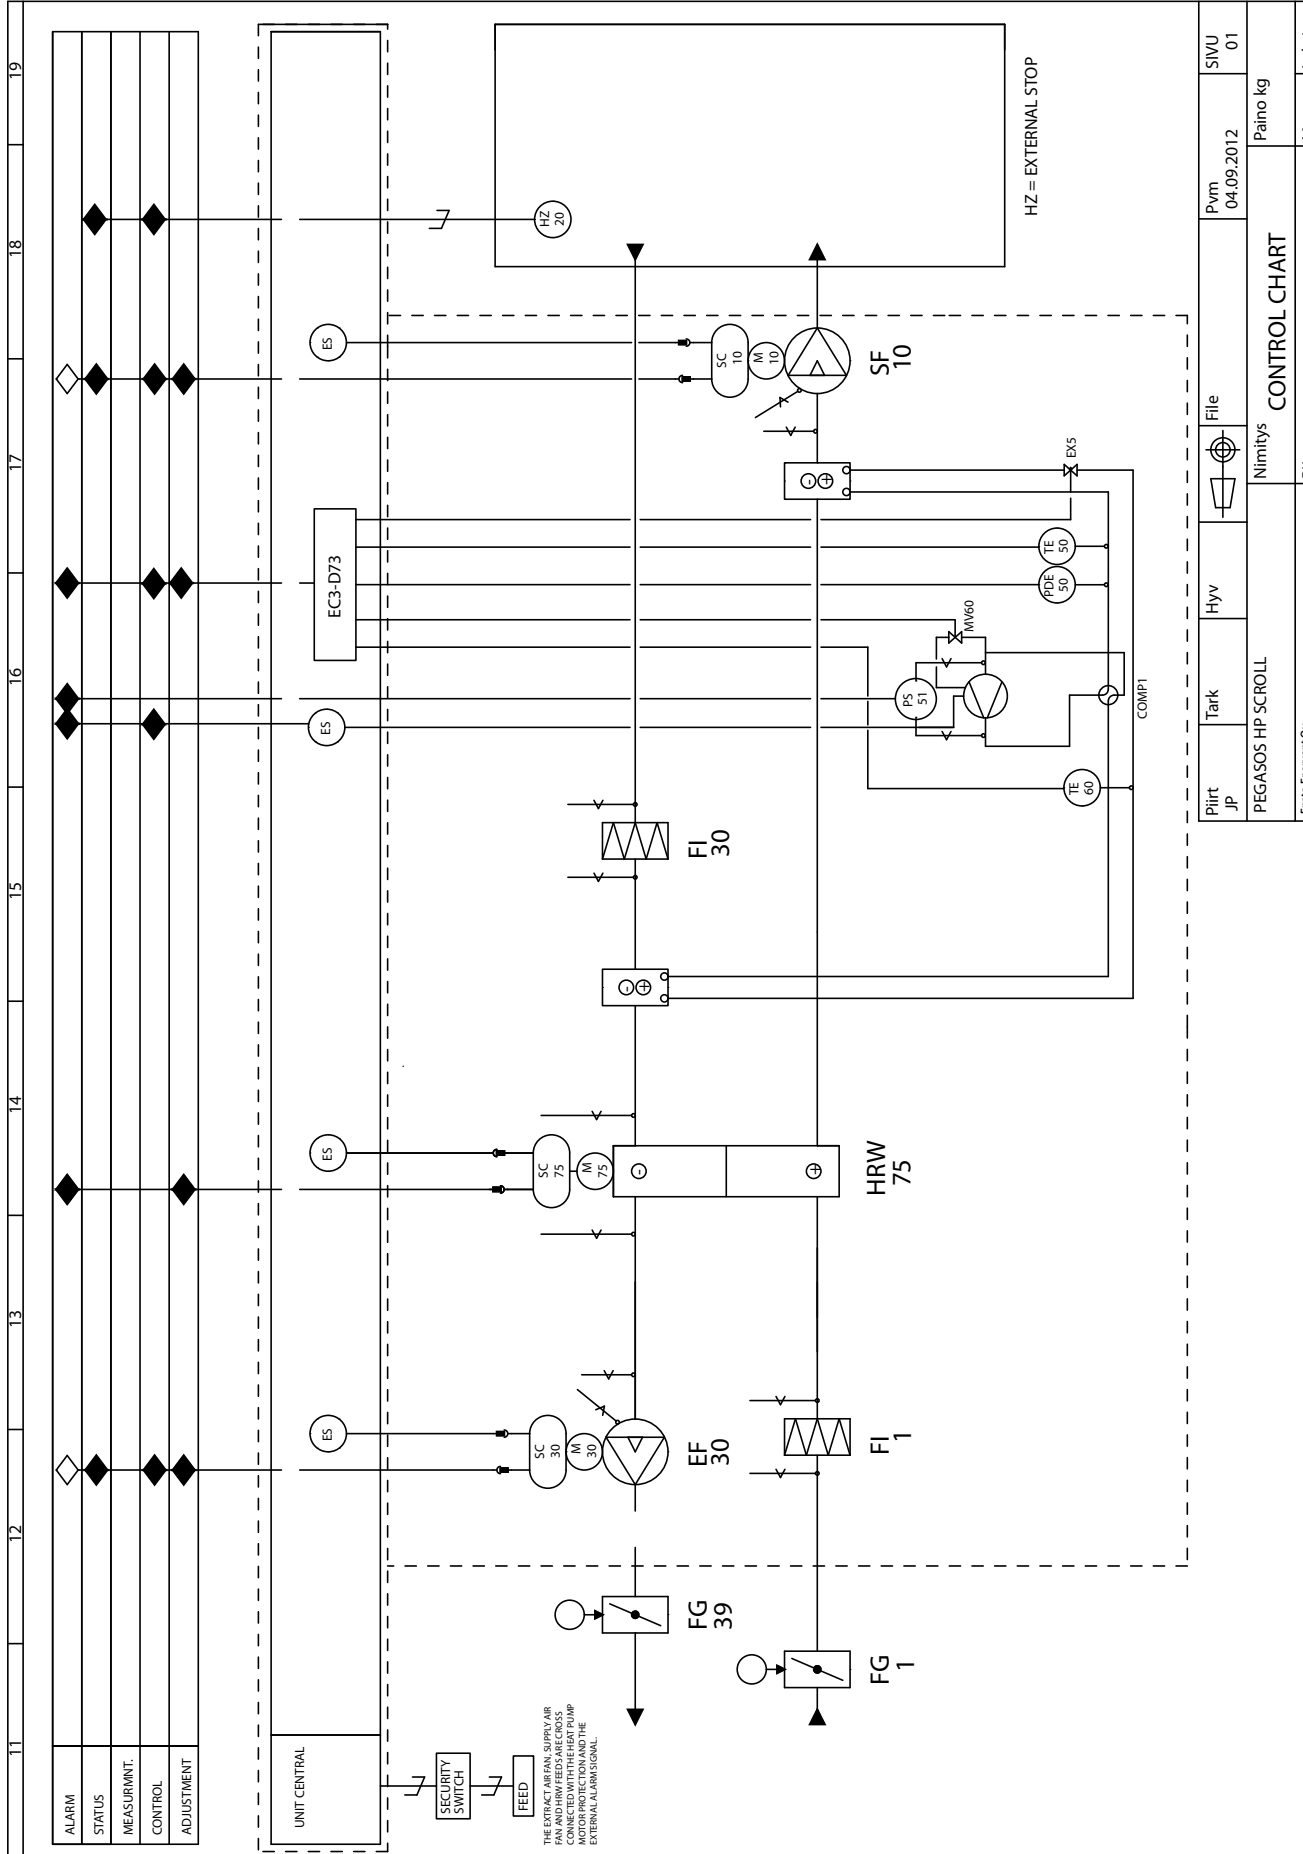 11 12 13 14 15 16 17 18 19
ALARM
STATUS
MEASURMNT.
CONTROL
ADJUSTMENT
UNIT CENTRAL
SECURITY
SWITCH
FEED
THE EXTRACT AIR FAN, SUPPLY AIR
FAN AND HRW FEEDS ARE CROSS
CONNECTED WITH THE HEAT PUMP
MOTOR PROTECTION AND THE
EXTERNAL ALARM SIGNAL.
ES
ES
ES
ES
EC3-D73
HZ
20
HZ = EXTERNAL STOP
SC
30
M
30
EF
30
SC
75
M
75
-
+
HRW
75
-
+
FI
30
FG
39
FG
1
FI
1
TE
60
PS
51
MV60
COMP1
PDE
50
TE
50
EX5
-
+
SC
10
M
10
SF
10
Piirt
JP
Tark
Hyv
File
Pvm
04.09.2012
SIVU
01
PEGASOS HP SCROLL
Nimitys
CONTROL CHART
Paino kg